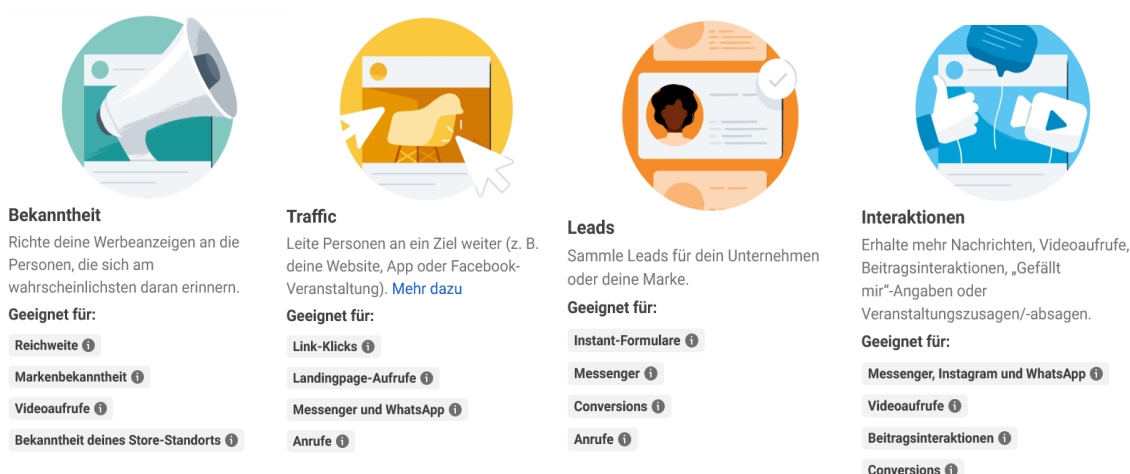 Bekanntheit
Richte deine Werbeanzeigen an die
Personen, die sich am
wahrscheinlichsten daran erinnern.
Geeignet für:
Reichweite
Markenbekanntheit
Videoaufrufe
Bekanntheit deines Store-Standorts
Traffic
Leite Personen an ein Ziel weiter (z. B.
deine Website, App oder Facebook-
Veranstaltung). Mehr dazu
Geeignet für:
Link-Klicks
Landingpage-Aufrufe
Messenger und WhatsApp
Anrufe
Leads
Sammle Leads für dein Unternehmen
oder deine Marke.
Geeignet für:
Instant-Formulare
Messenger
Conversions
Anrufe
Interaktionen
Erhalte mehr Nachrichten, Videoaufrufe,
Beitragsinteraktionen, „Gefällt
mir“-Angaben oder
Veranstaltungszusagen/-absagen.
Geeignet für:
Messenger, Instagram und WhatsApp
Videoaufrufe
Beitragsinteraktionen
Conversions